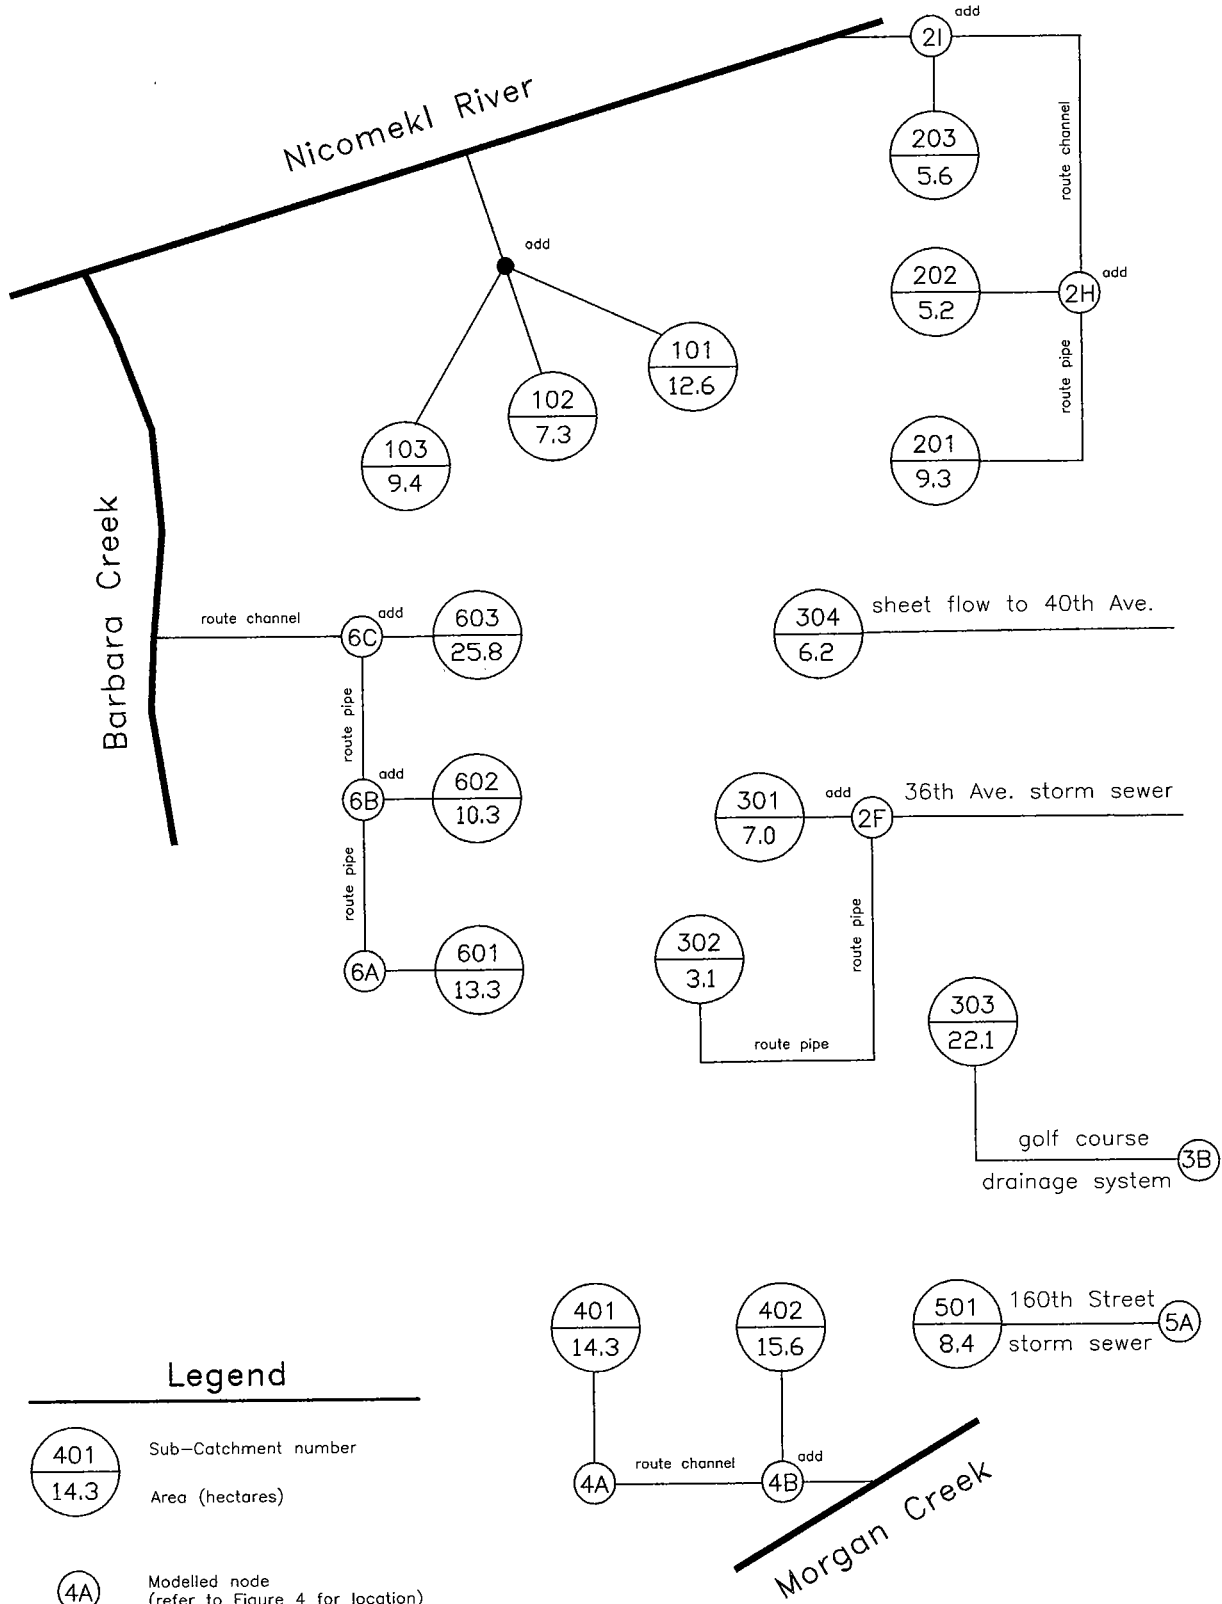 add
2I
Nicomekl River
203
5.6
route channel
add
202
5.2
add
2H
101
12.6
102
7.3
103
9.4
route pipe
201
9.3
Barbara Creek
route channel
add
6C
603
25.8
304
6.2
sheet flow to 40th Ave.
route pipe
add
6B
602
10.3
301
7.0
add
2F
36th Ave. storm sewer
route pipe
6A
601
13.3
302
3.1
route pipe
route pipe
303
22.1
golf course
drainage system
3B
401
14.3
402
15.6
501
8.4
160th Street
storm sewer
5A
4A
route channel
add
4B
Morgan Creek
Legend
401
14.3
Sub-Catchment number
Area (hectares)
4A
Modelled node
(refer to Figure 4 for location)